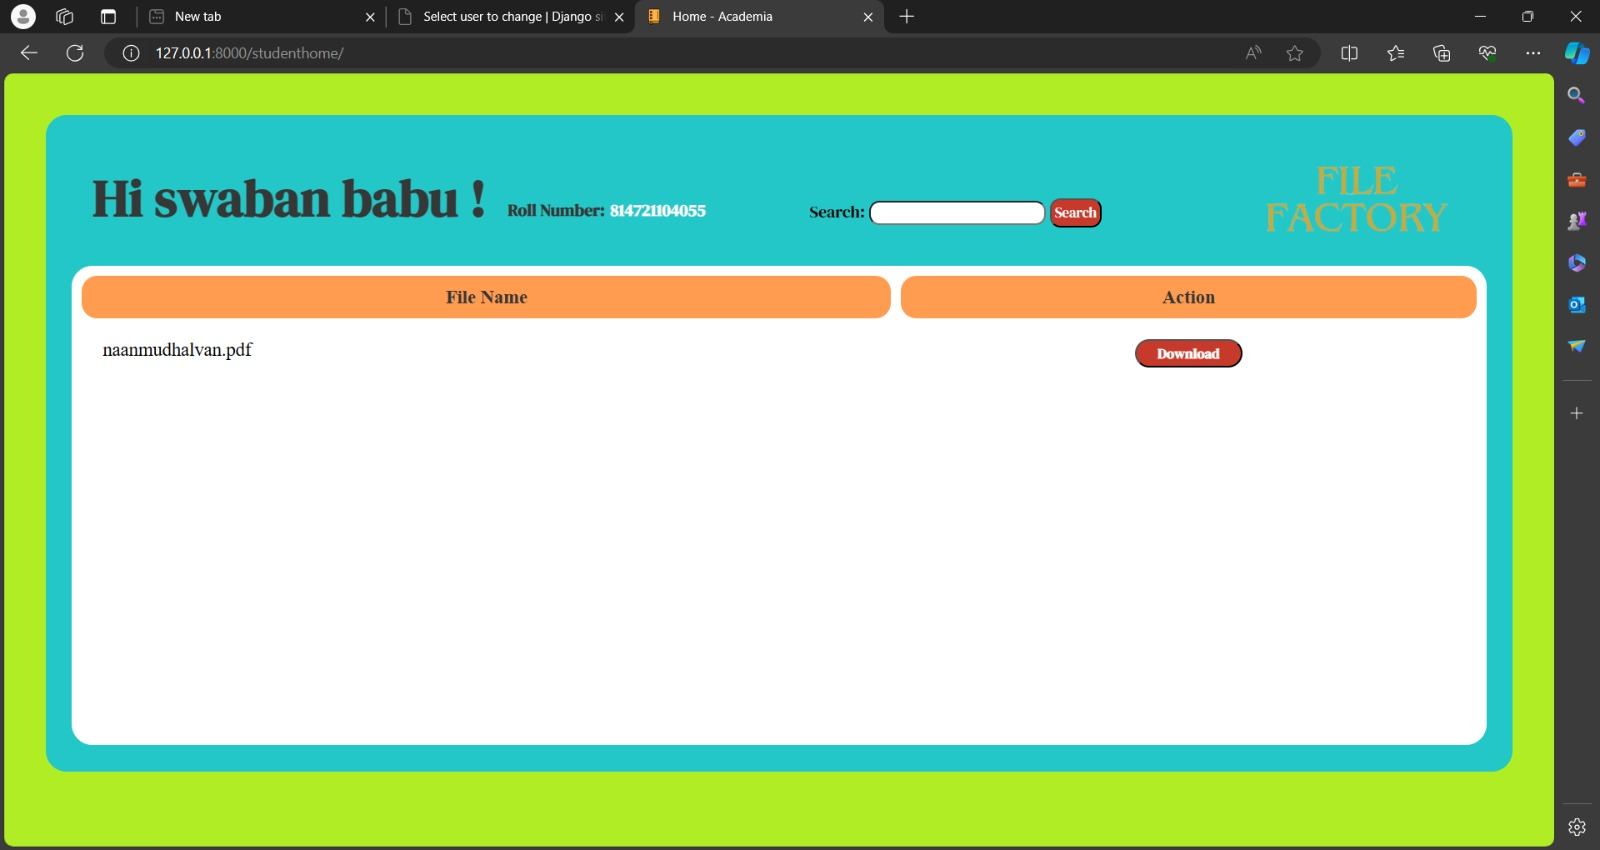 New tab
Select user to change | Django si
Home - Academia
127.0.0.1:8000/studenthome/
Hi swaban babu !
Roll Number: 814721104055
Search:
Search
FILE
FACTORY
File Name
Action
naanmudhalvan.pdf
Download